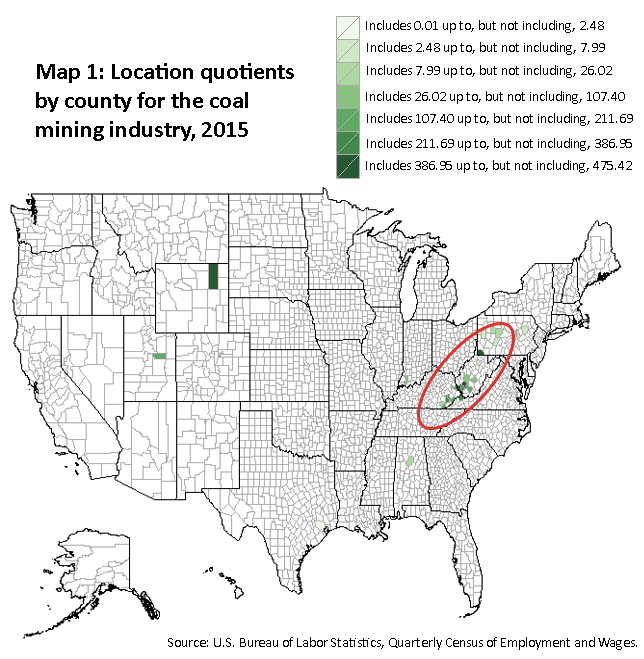 Includes 0.01 up to, but not including, 2.48
Includes 2.48 up to, but not including, 7.99
Includes 7.99 up to, but not including, 26.02
Includes 26.02 up to, but not including, 107.40
Includes 107.40 up to, but not including, 211.69
Includes 211.69 up to, but not including, 386.95
Includes 386.95 up to, but not including, 475.42
Map 1: Location quotients
by county for the coal
mining industry, 2015
Source: U.S. Bureau of Labor Statistics, Quarterly Census of Employment and Wages.